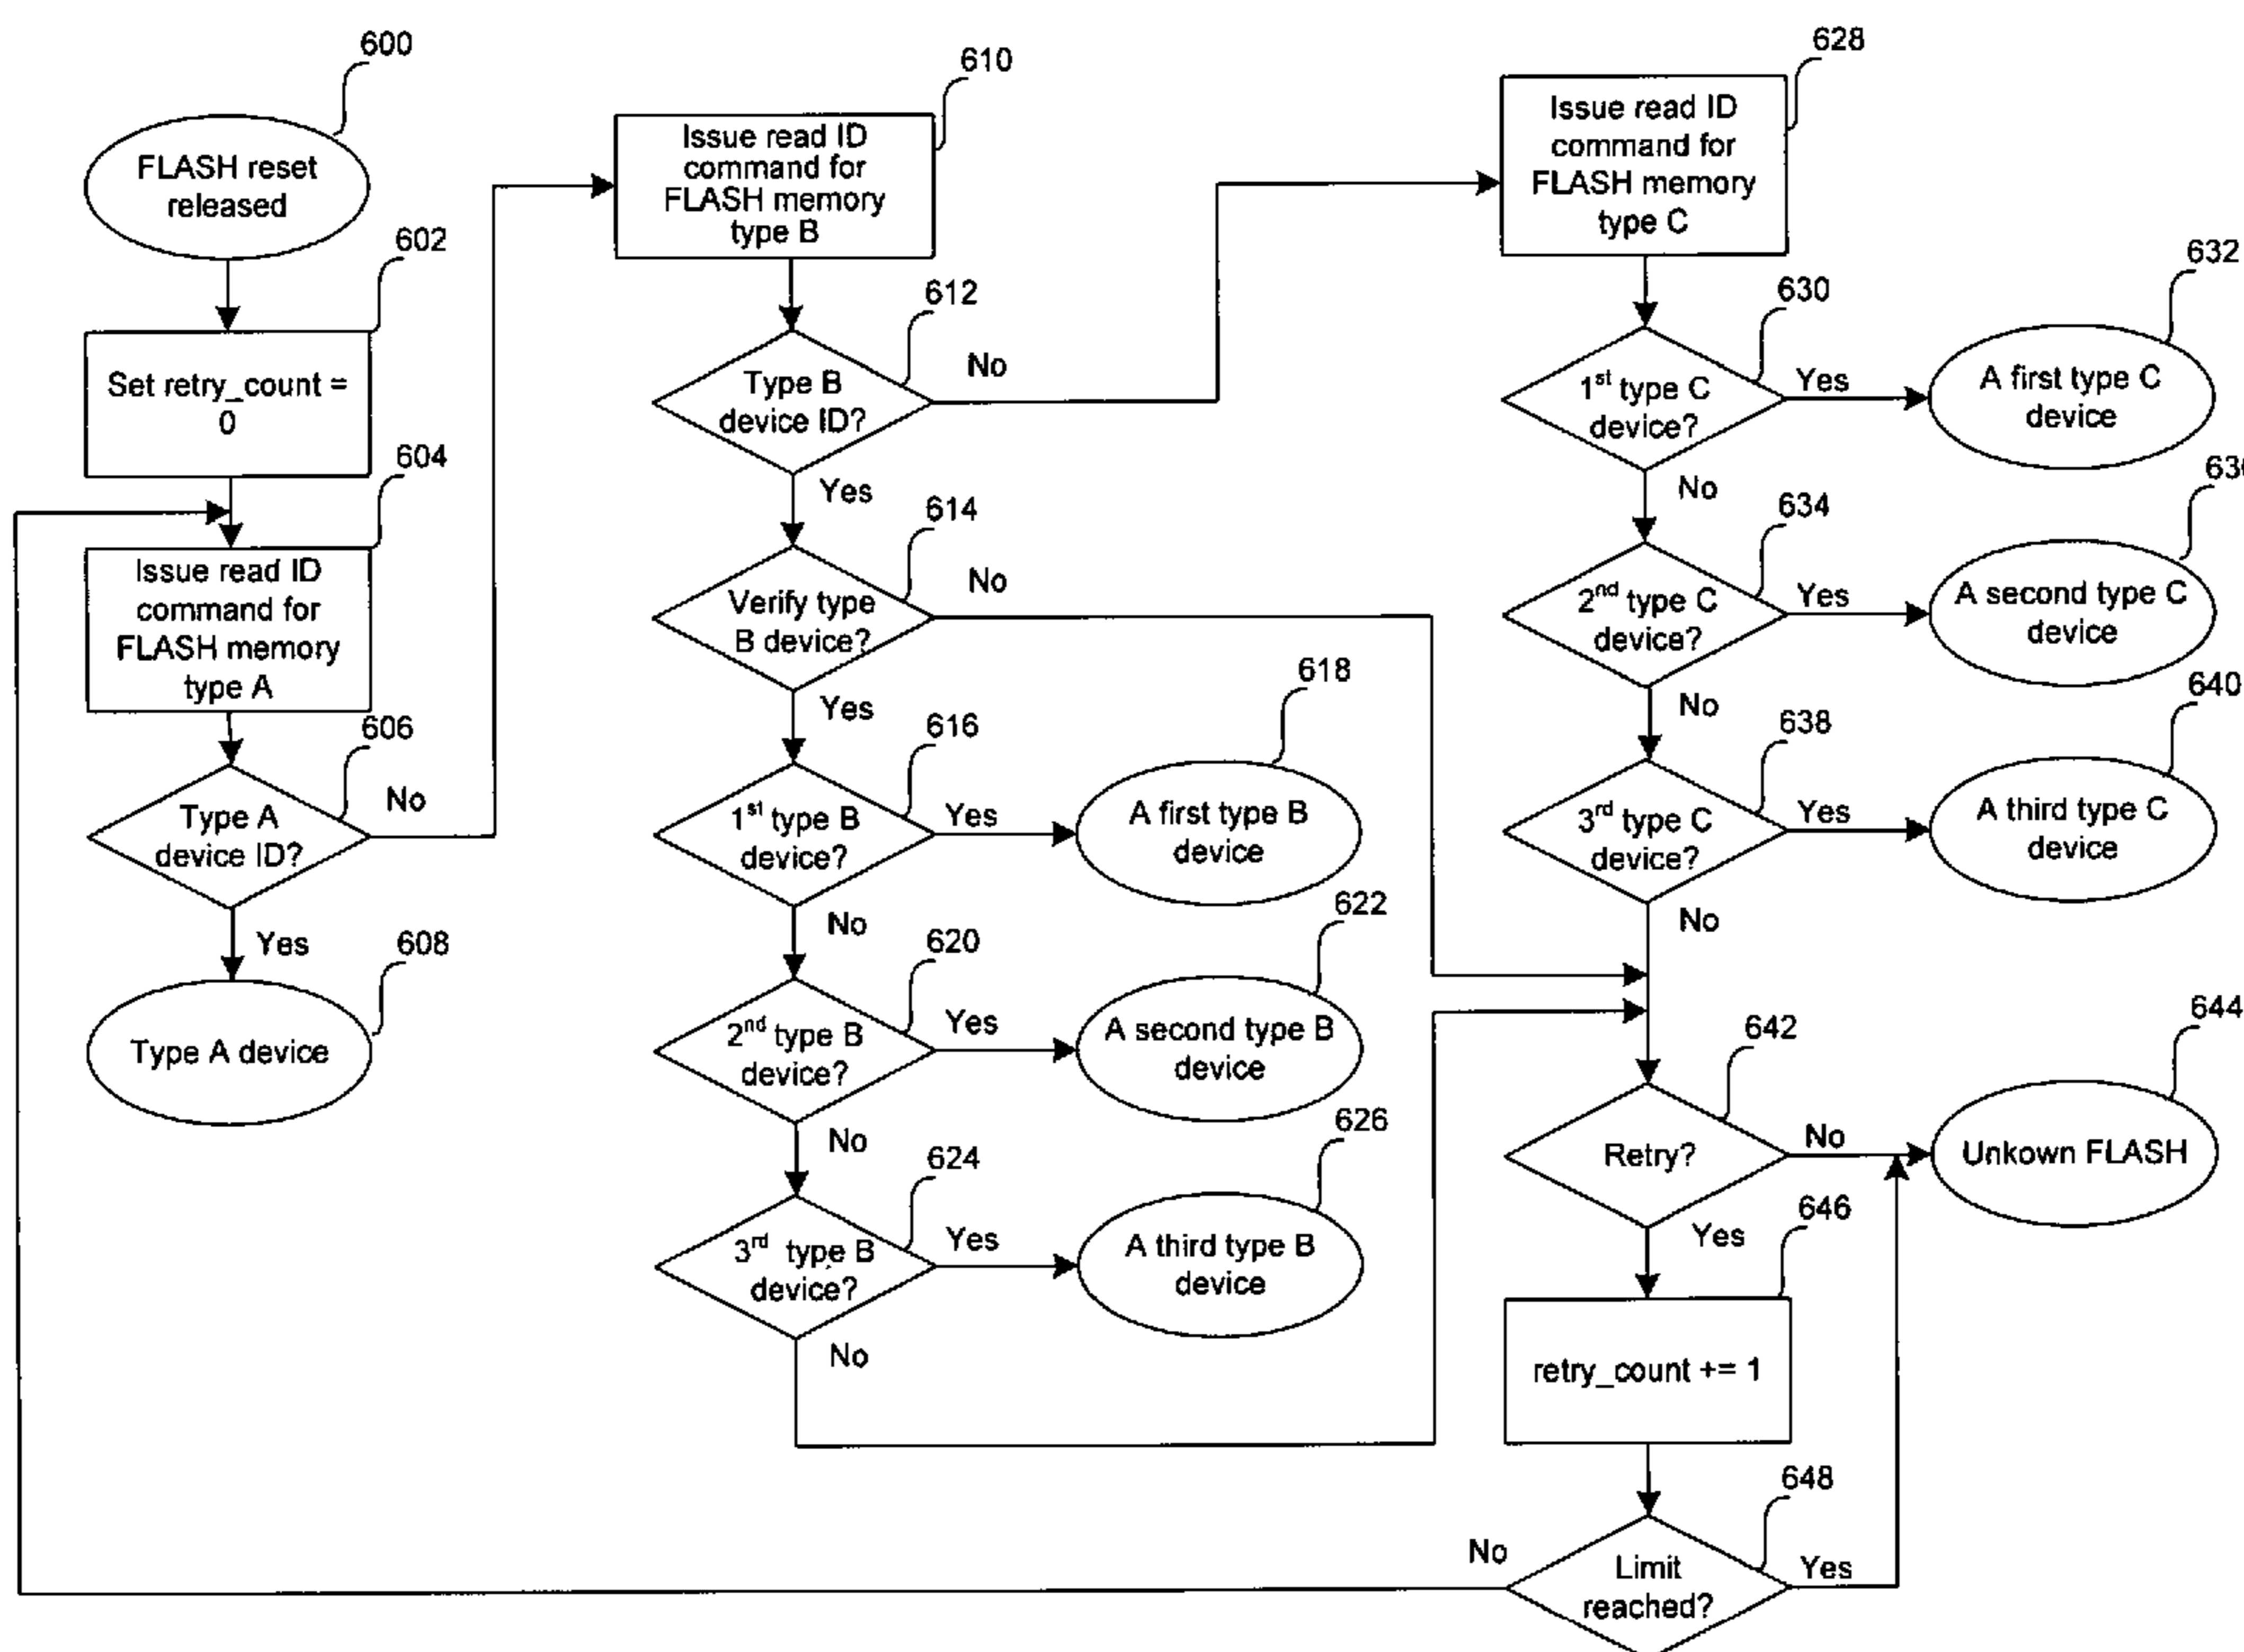 600
FLASH reset
released
602
Set retry_count =
0
604
Issue read ID
command for
FLASH memory
type A
606
Type A
device ID?
No
Yes
608
Type A device
610
Issue read ID
command for
FLASH memory
type B
612
Type B
device ID?
No
Yes
614
Verify type
B device?
No
Yes
616
1st type B
device?
Yes
618
A first type B
device
No
620
2nd type B
device?
Yes
622
A second type B
device
No
624
3rd type B
device?
Yes
626
A third type B
device
No
628
Issue read ID
command for
FLASH memory
type C
630
1st type C
device?
Yes
632
A first type C
device
No
634
2nd type C
device?
Yes
A second type C
device
No
638
3rd type C
device?
Yes
640
A third type C
device
No
642
Retry?
No
644
Unkown FLASH
Yes
646
retry_count += 1
648
Limit
reached?
No
Yes